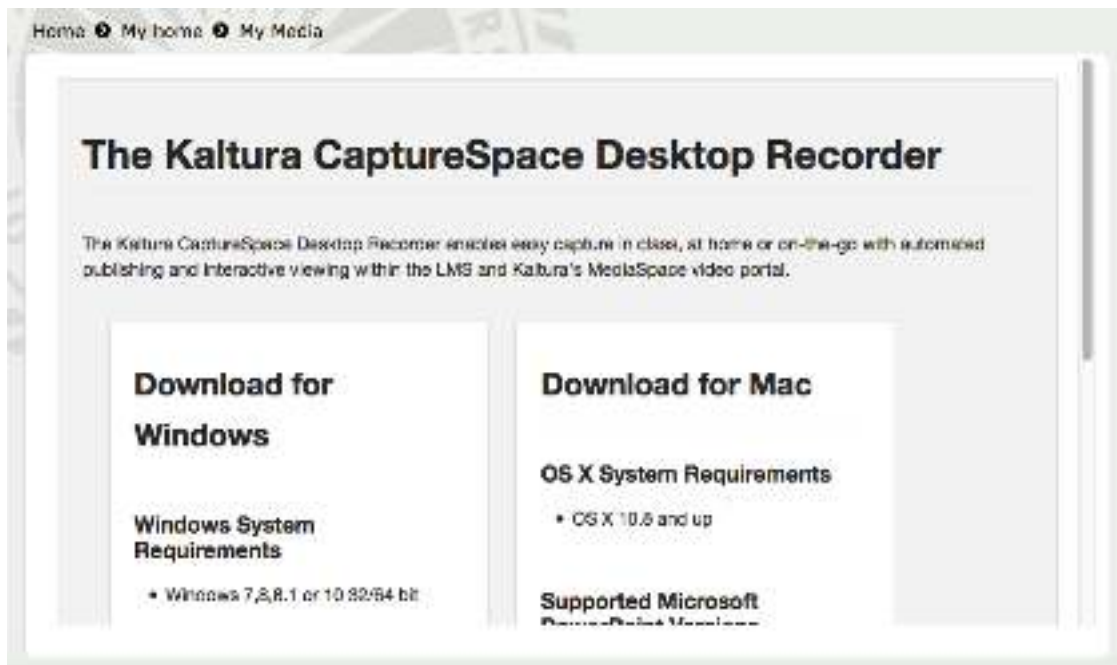 Home > My home > My Media
The Kaltura CaptureSpace Desktop Recorder
The Kaltura CaptureSpace Desktop Recorder enables easy capture in class, at home or on-the-go with automated
publishing and interactive viewing within the LMS and Kaltura's MediaSpace video portal.
Download for
Windows
Windows System
Requirements
• Windows 7,8,8.1 or 10 32/64 bit
Download for Mac
OS X System Requirements
• OS X and up
Supported Microsoft
PowerPoint Versions